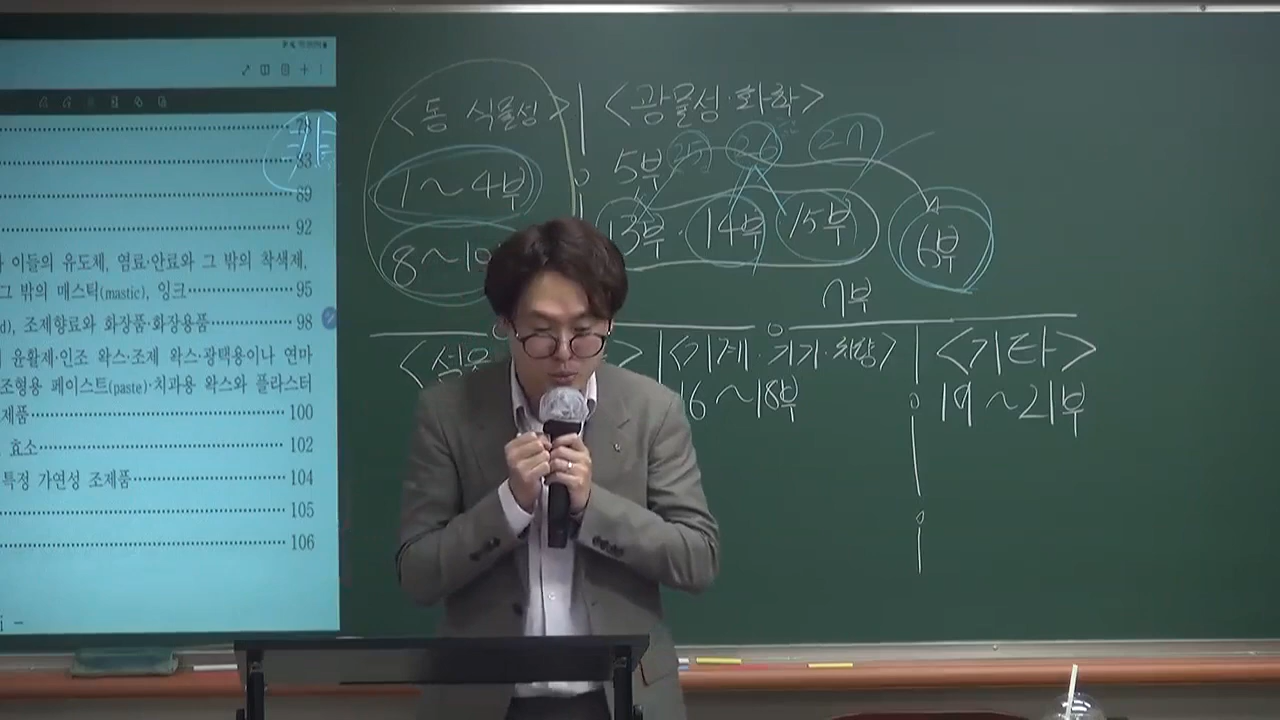 78
83
89
92
이들의 유도체, 염료·안료와 그 밖의 착색제,
그 밖의 매스틱(mastic), 잉크 95
조제향료와 화장품·화장용품 98
윤활제·인조 왁스·조제 왁스·광택용이나 연마
조형용 페이스트(paste)·치과용 왁스와 플라스터
제품 100
효소 102
특정 가연성 조제품 104
105
106
i -
<동 식물성> <광물성·화학>
5부 25 26 27
1~4부
13부 · 14부 15부 6부
8~10
7부
<기계·기기·차량> <기타>
16~18부 19~21부